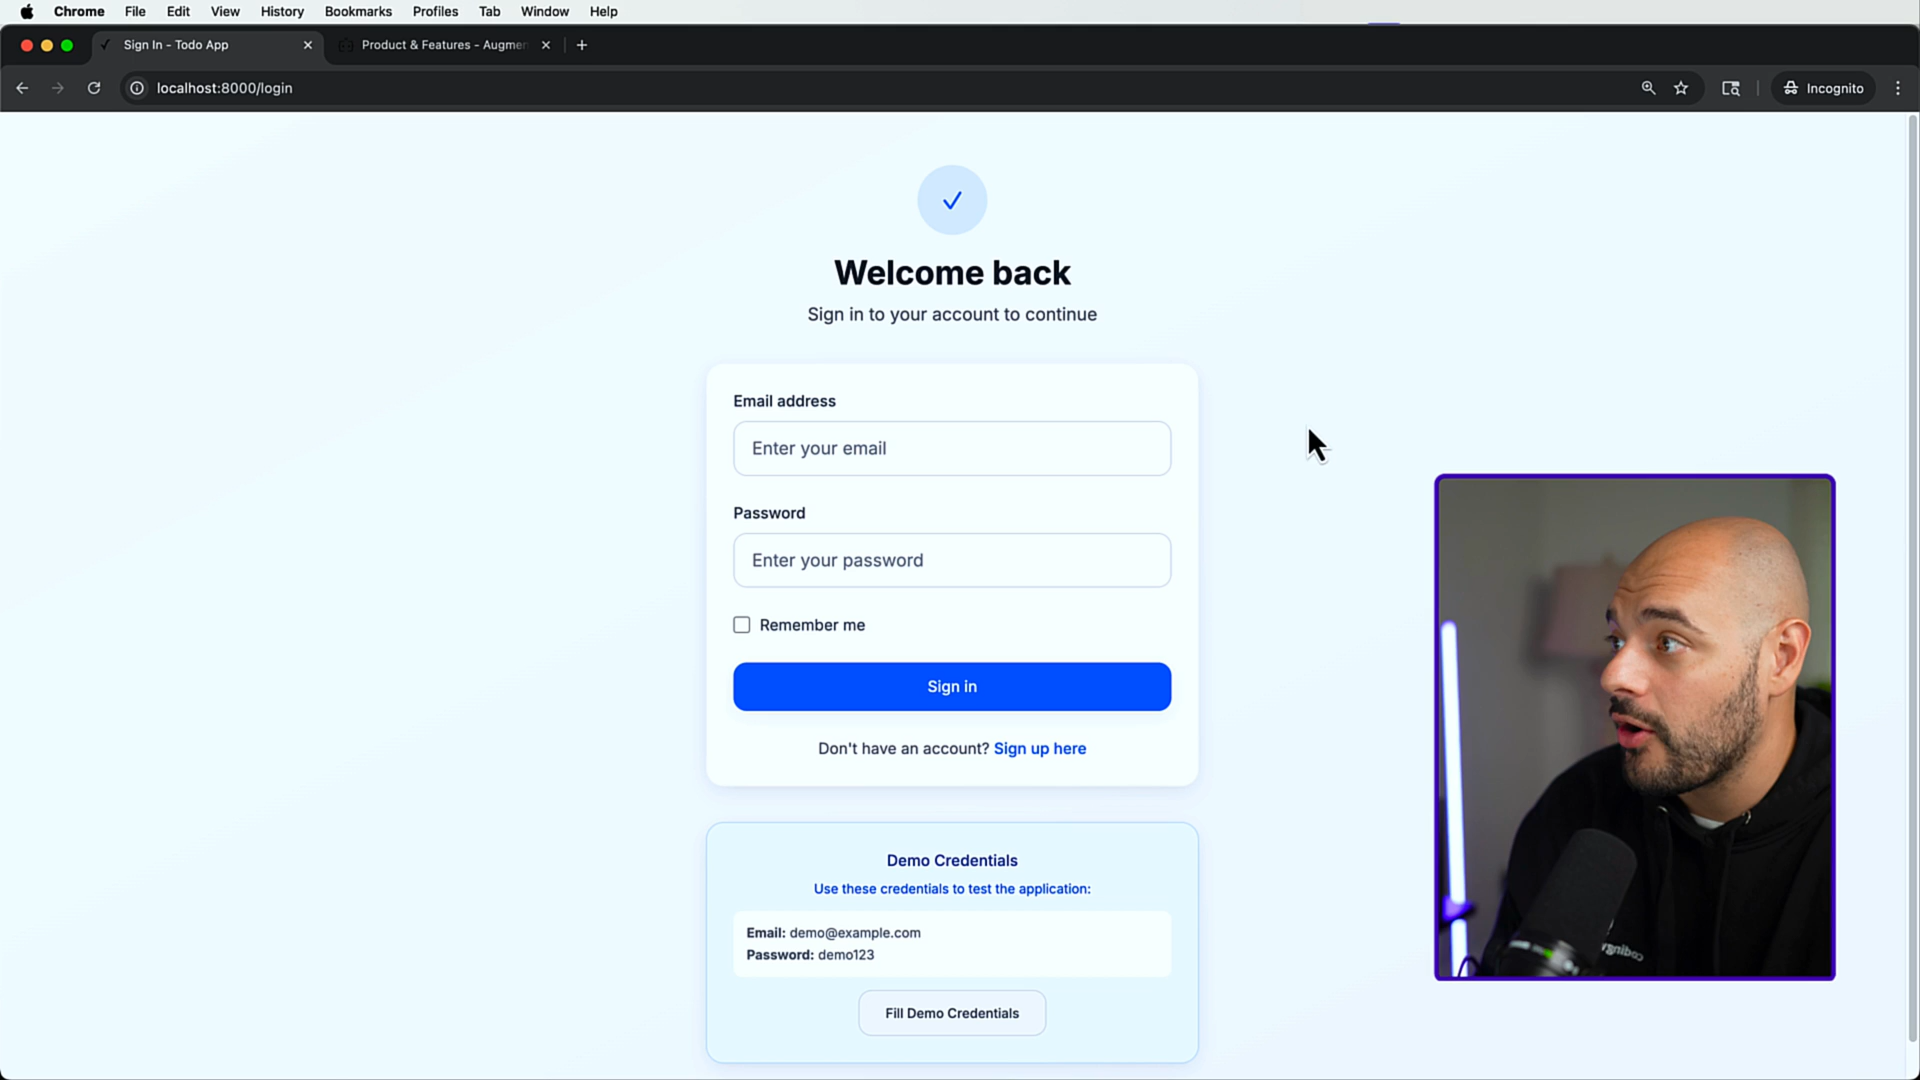 Chrome File Edit View History Bookmarks Profiles Tab Window Help
Sign In - Todo App
Product & Features - Augmen
localhost:8000/login
Incognito
Welcome back
Sign in to your account to continue
Email address
Enter your email
Password
Enter your password
Remember me
Sign in
Don't have an account? Sign up here
Demo Credentials
Use these credentials to test the application:
Email: demo@example.com
Password: demo123
Fill Demo Credentials